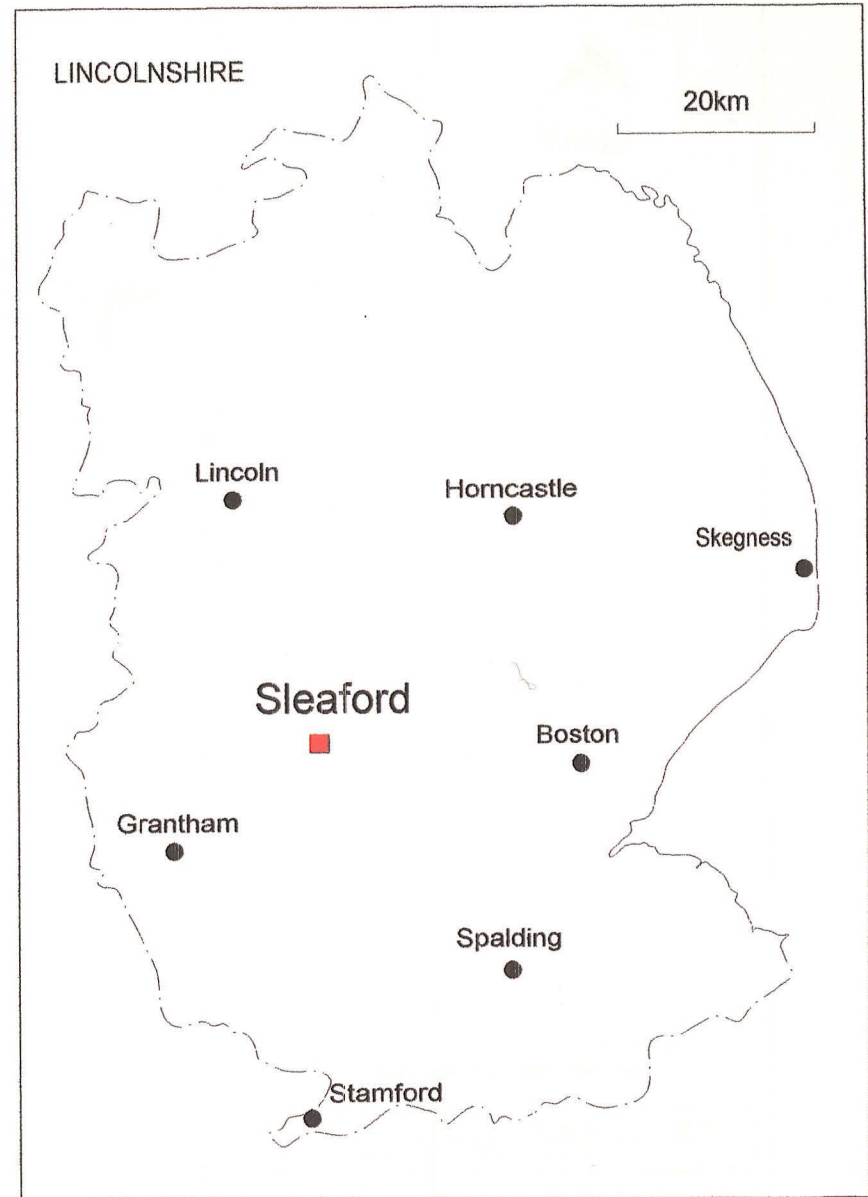 LINCOLNSHIRE
20km
Lincoln
Horncastle
Skegness
Sleaford
Boston
Grantham
Spalding
Stamford